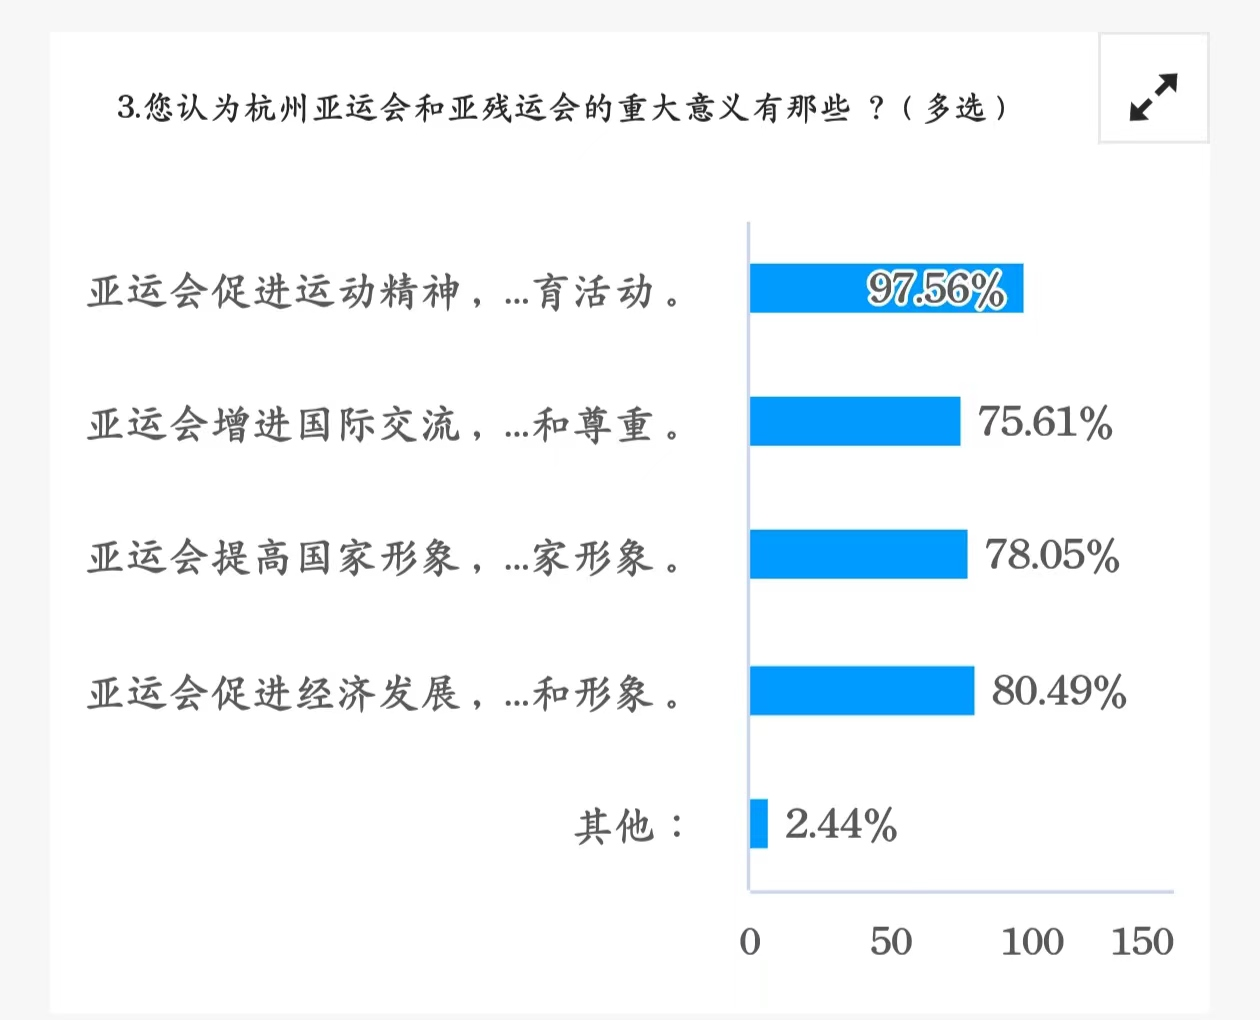 3.您认为杭州亚运会和亚残运会的重大意义有那些 ？（多选）
亚运会促进运动精神，...育活动。 97.56%
亚运会增进国际交流，...和尊重。 75.61%
亚运会提高国家形象，...家形象。 78.05%
亚运会促进经济发展，...和形象。 80.49%
其他： 2.44%
0 50 100 150